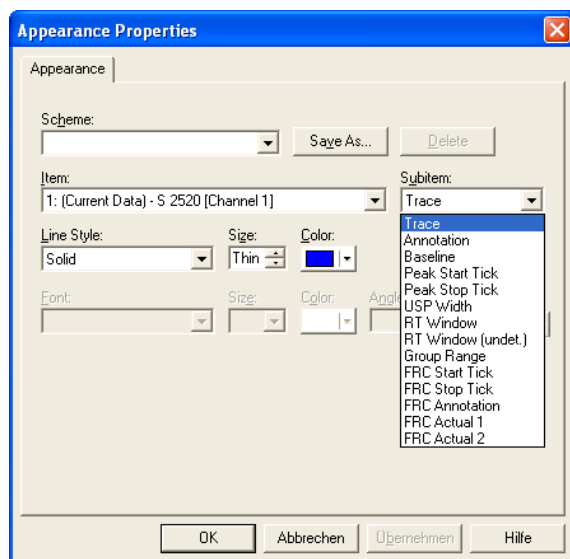 Appearance Properties
Appearance
Scheme:
Save As...
Delete
Item:
Subitem:
1: (Current Data) - S 2520 [Channel 1]
Trace
Line Style:
Size:
Color:
Solid
Thin
Font:
Size:
Color:
Trace
Annotation
Baseline
Peak Start Tick
Peak Stop Tick
USP Width
RT Window
RT Window (undet.)
Group Range
FRC Start Tick
FRC Stop Tick
FRC Annotation
FRC Actual 1
FRC Actual 2
OK
Abbrechen
Übernehmen
Hilfe